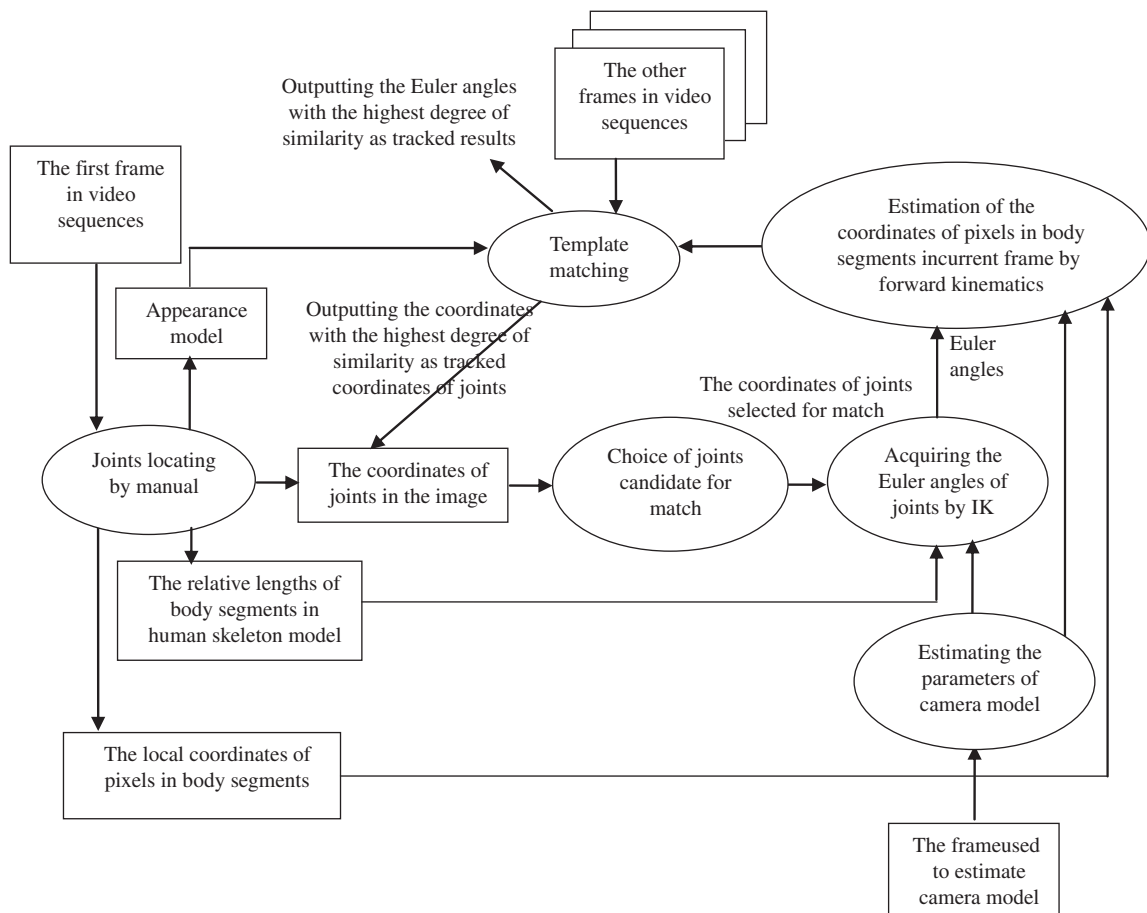 The other
frames in video
sequences
Outputting the Euler angles
with the highest degree of
similarity as tracked results
The first frame
in video
sequences
Estimation of the
coordinates of pixels in body
segments incurrent frame by
forward kinematics
Template
matching
Appearance
model
Outputting the coordinates
with the highest degree of
similarity as tracked
coordinates of joints
Euler
angles
The coordinates of joints
selected for match
Joints locating
by manual
The coordinates of
joints in the image
Choice of joints
candidate for
match
Acquiring the
Euler angles of
joints by IK
The relative lengths of
body segments in
human skeleton model
Estimating the
parameters of
camera model
The local coordinates of
pixels in body segments
The frameused
to estimate
camera model